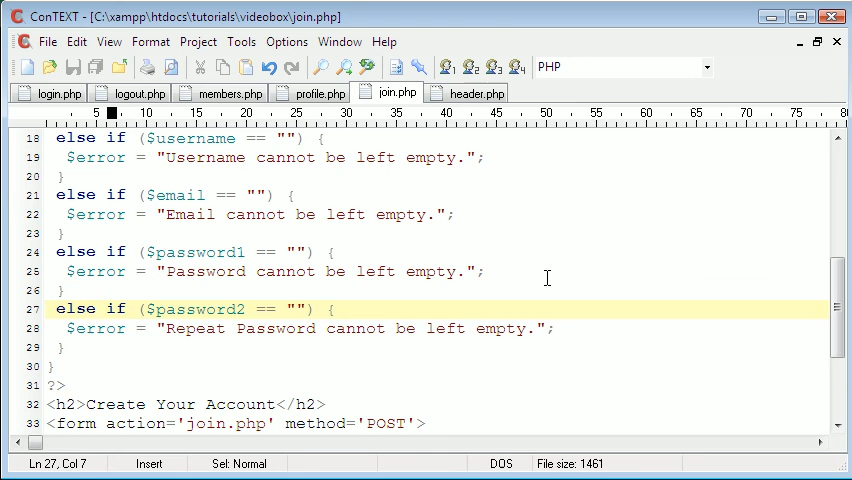 ConTEXT - [C:\xampp\htdocs\tutorials\videobox\join.php]
File Edit View Format Project Tools Options Window Help
1 2 3 4 PHP
login.php logout.php members.php profile.php join.php header.php
5 10 15 20 25 30 35 40 45 50 55 60 65 70 75 80
18 else if ($username == "") {
19 $error = "Username cannot be left empty.";
20 }
21 else if ($email == "") {
22 $error = "Email cannot be left empty.";
23 }
24 else if ($password1 == "") {
25 $error = "Password cannot be left empty.";
26 }
27 else if ($password2 == "") {
28 $error = "Repeat Password cannot be left empty.";
29 }
30 }
31 ?>
32 <h2>Create Your Account</h2>
33 <form action='join.php' method='POST'>
Ln 27, Col 7 Insert Sel: Normal DOS File size: 1461